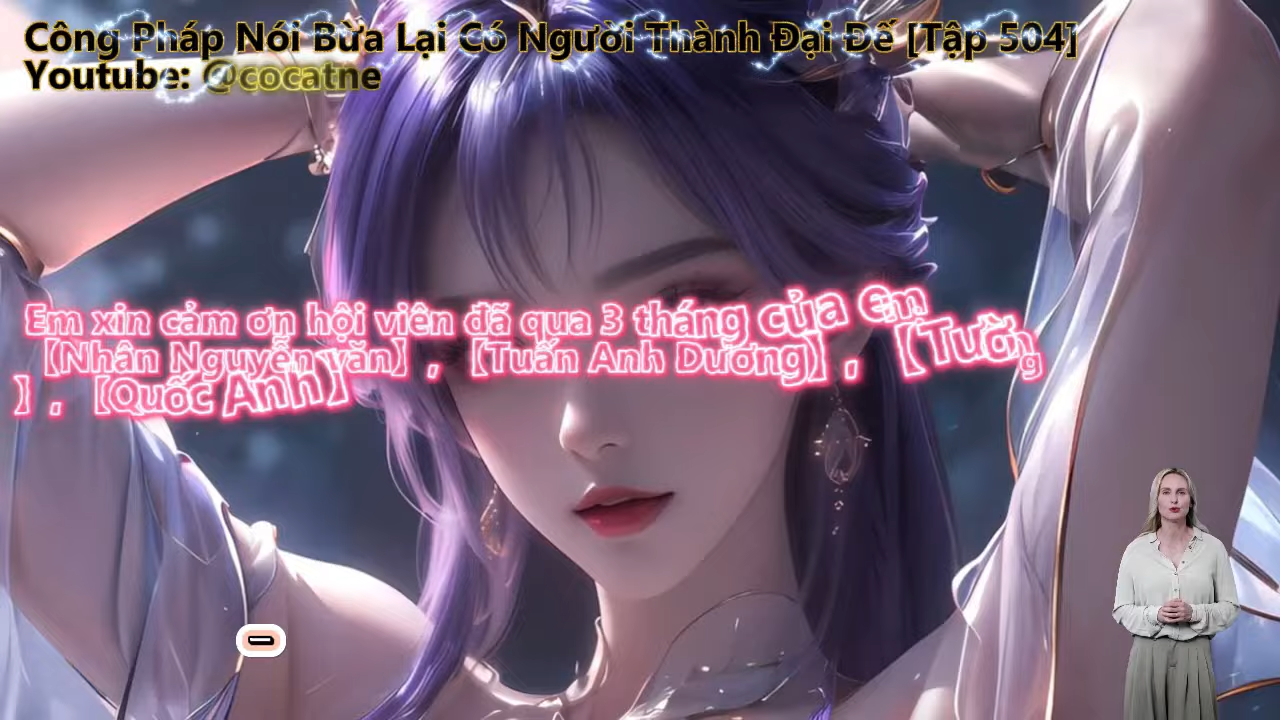 Công Pháp Nói Bừa Lại Có Người Thành Đại Đế [Tập 504]
Youtube: @cocatne
Em xin cảm ơn hội viên đã qua 3 tháng của em
【Nhân Nguyễn văn】,【Tuấn Anh Dương】,【Tường
】,【Quốc Anh】